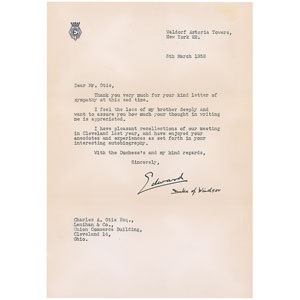 Waldorf Astoria Towers,
New York 22.
8th March 1952
Dear Mr. Otis,
Thank you very much for your kind letter of
sympathy at this sad time.
I feel the loss of my brother deeply and
want to assure you how much your thought in writing
me is appreciated.
I have pleasant recollections of our meeting
in Cleveland last year, and have enjoyed your
anecdotes and experiences as set forth in your
interesting autobiography.
With the Duchess's and my kind regards,
Sincerely,
Edward
Duke of Windsor
Charles A. Otis Esq.,
Lenihan & Co.,
Union Commerce Building,
Cleveland 14,
Ohio.